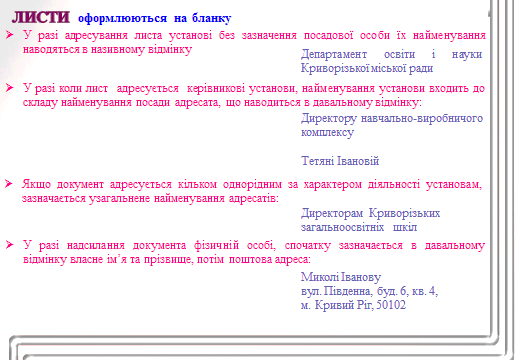 ЛИСТИ оформлюються на бланку
У разі адресування листа установі без зазначення посадової особи їх найменування
наводяться в називному відмінку
Департамент освіти і науки
Криворізької міської ради
У разі коли лист адресується керівникові установи, найменування установи входить до
складу найменування посади адресата, що наводиться в давальному відмінку:
Директору навчально-виробничого
комплексу
Тетяні Івановій
Якщо документ адресується кільком однорідним за характером діяльності установам,
зазначається узагальнене найменування адресатів:
Директорам Криворізьких
загальноосвітніх шкіл
У разі надсилання документа фізичній особі, спочатку зазначається в давальному
відмінку власне ім’я та прізвище, потім поштова адреса:
Миколі Іванову
вул. Південна, буд. 6, кв. 4,
м. Кривий Ріг, 50102